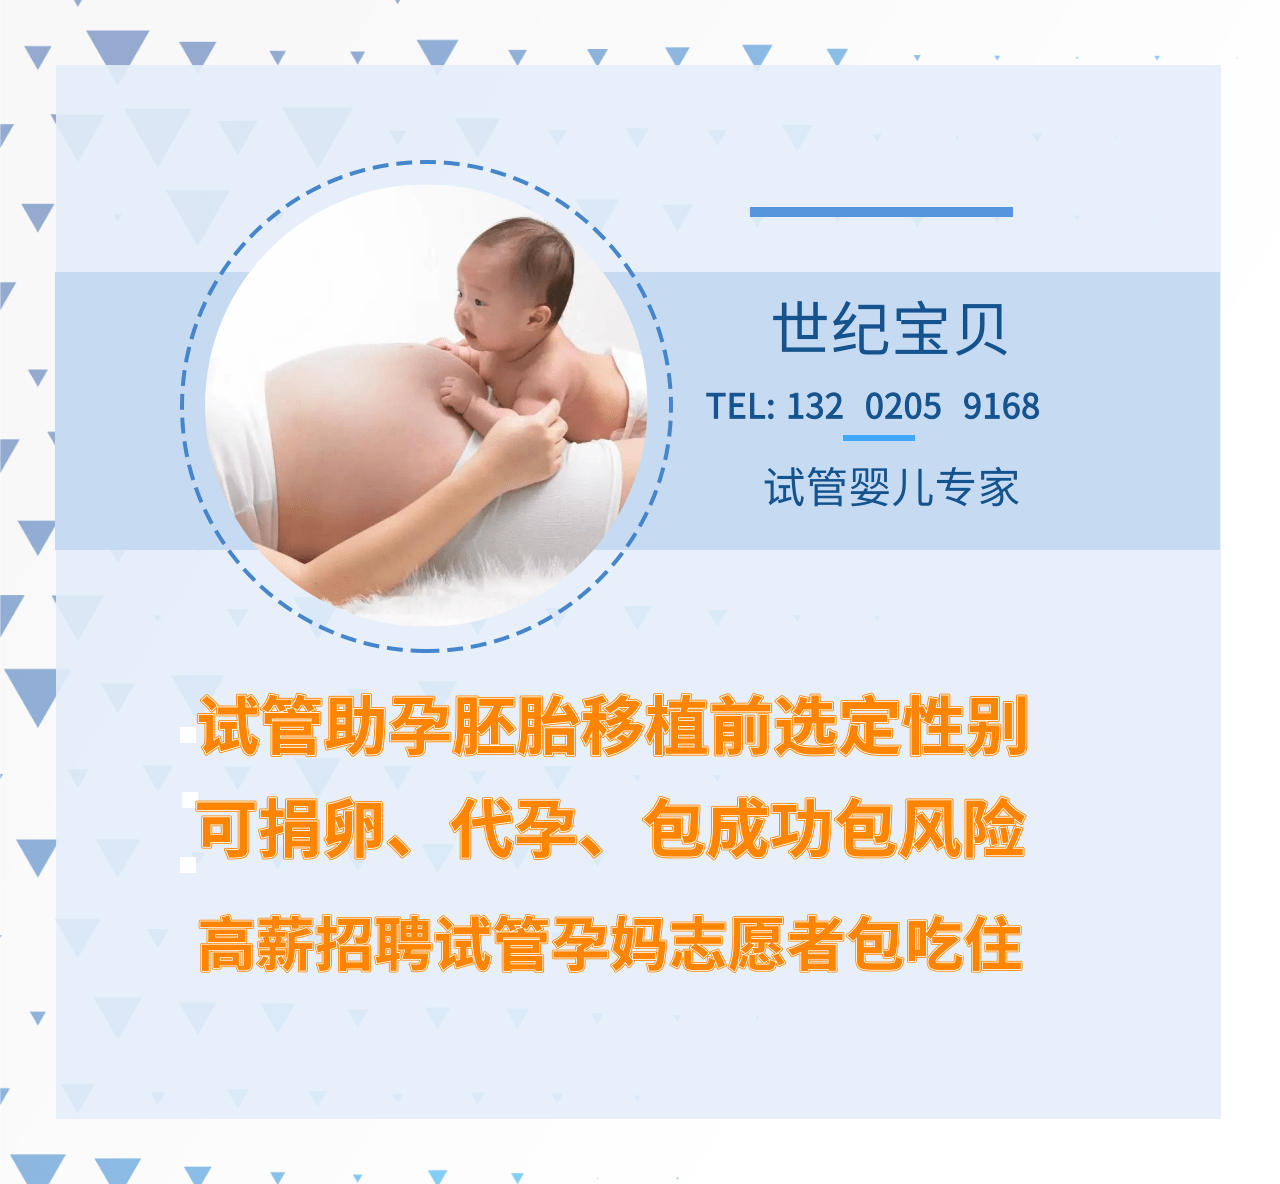 世纪宝贝
TEL: 132 0205 9168
试管婴儿专家
试管助孕胚胎移植前选定性别
可捐卵、代孕、包成功包风险
高薪招聘试管孕妈志愿者包吃住